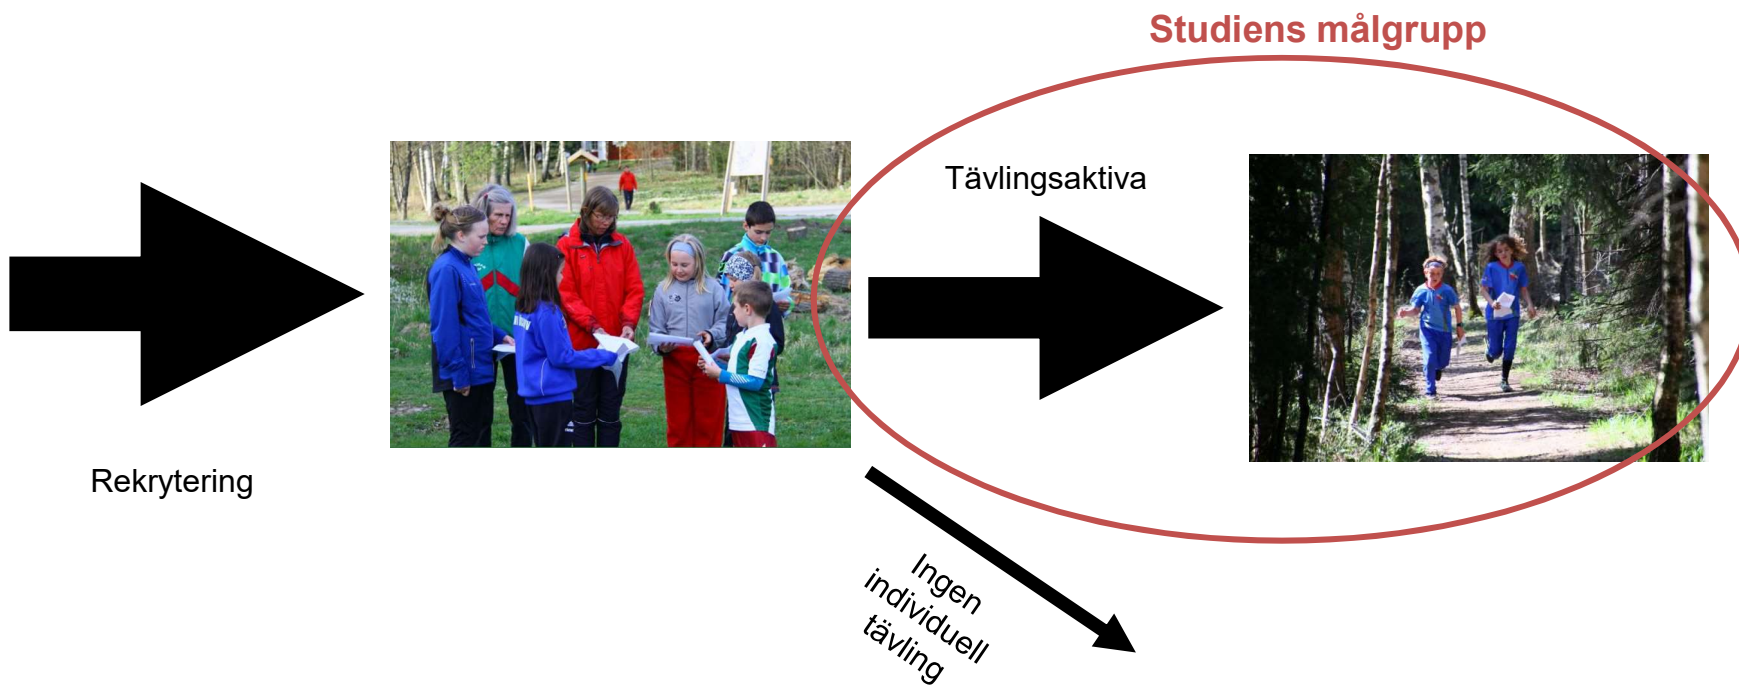 Studiens målgrupp
Tävlingsaktiva
Rekrytering
Ingen
individuell
tävling